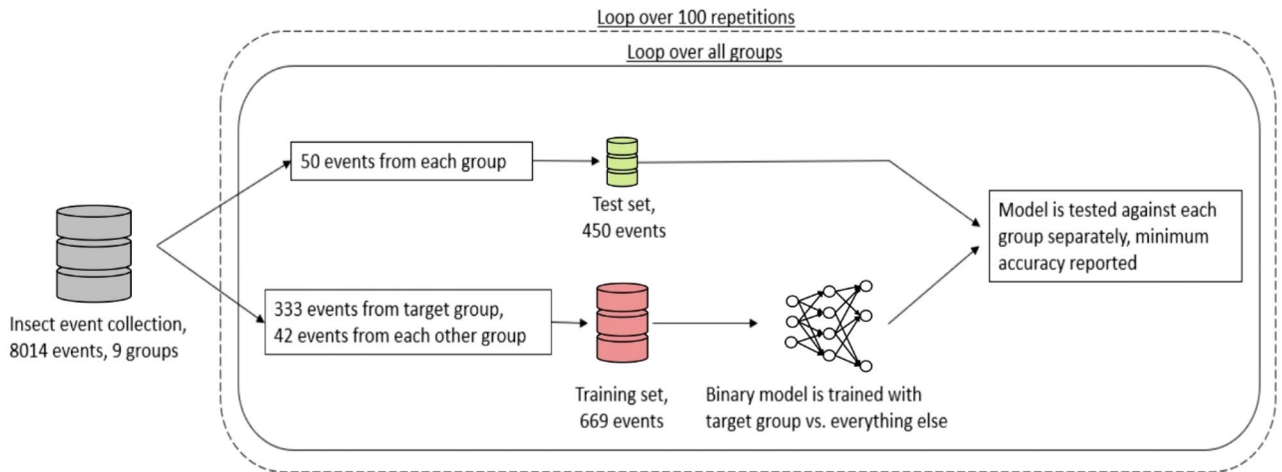 Loop over 100 repetitions
Loop over all groups
50 events from each group
Test set,
450 events
Model is tested against each
group separately, minimum
accuracy reported
Insect event collection,
8014 events, 9 groups
333 events from target group,
42 events from each other group
Training set,
669 events
Binary model is trained with
target group vs. everything else